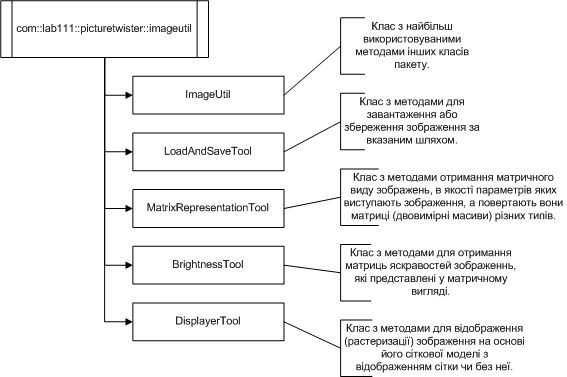 com::lab111::picturetwister::imageutil
ImageUtil
Клас з найбільш
використовуваними
методами інших класів
пакету.
LoadAndSaveTool
Клас з методами для
завантаження або
збереження зображення за
вказаним шляхом.
MatrixRepresentationTool
Клас з методами отримання матричного
виду зображень, в якості параметрів яких
виступають зображення, а повертають вони
матриці (двовимірні масиви) різних типів.
BrightnessTool
Клас з методами для отримання
матриць яскравостей зображеннь,
які представлені у матричному
вигляді.
DisplayerTool
Клас з методами для відображення
(растеризації) зображення на основі
його сіткової моделі з
відображенням сітки чи без неї.